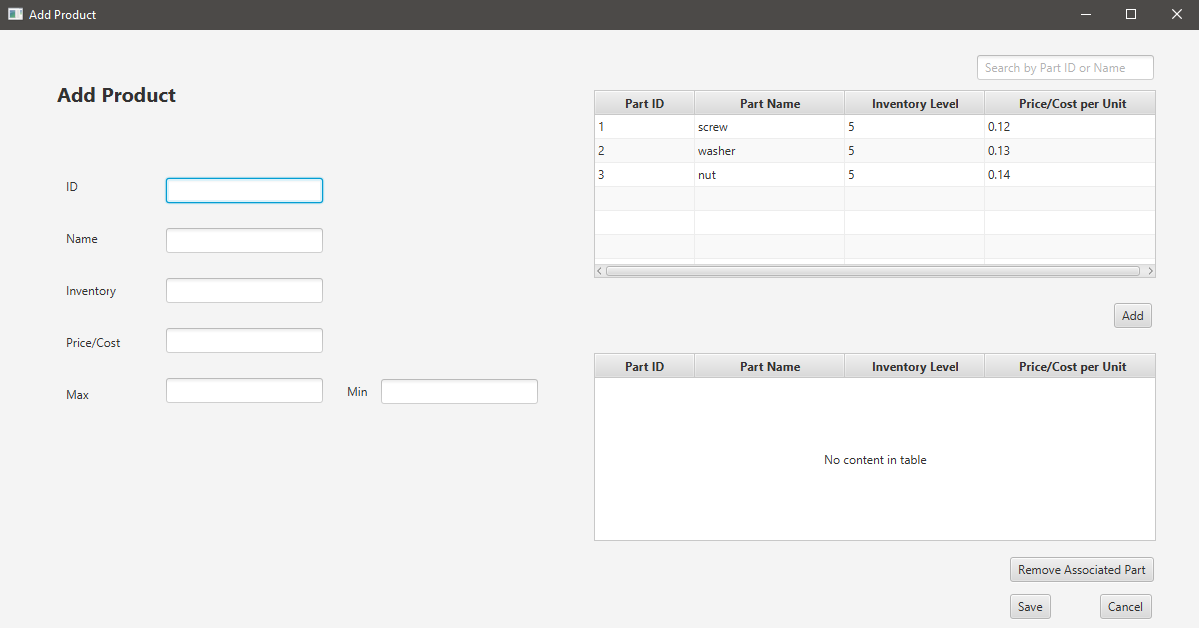 Add Product
Add Product
Search by Part ID or Name
Part ID Part Name Inventory Level Price/Cost per Unit
1 screw 5 0.12
2 washer 5 0.13
3 nut 5 0.14
ID
Name
Inventory
Price/Cost
Max Min
Add
Part ID Part Name Inventory Level Price/Cost per Unit
No content in table
Remove Associated Part
Save Cancel